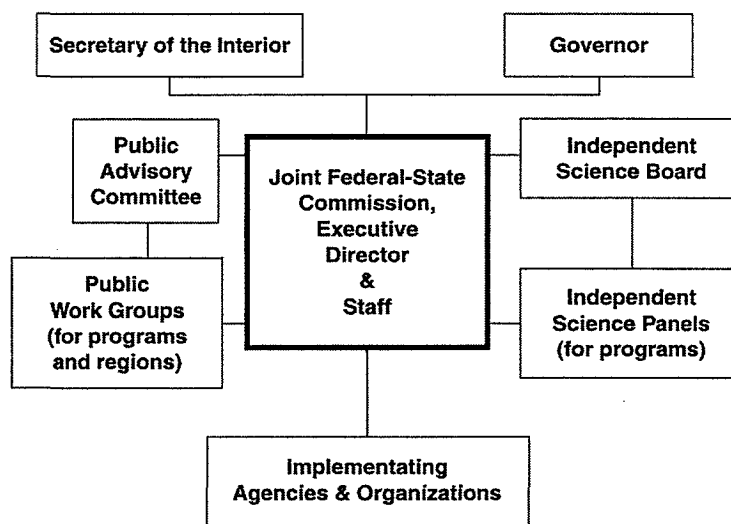 Secretary of the Interior
Governor
Public
Advisory
Committee
Joint Federal-State
Commission,
Executive
Director
&
Staff
Independent
Science Board
Public
Work Groups
(for programs
and regions)
Independent
Science Panels
(for programs)
Implementating
Agencies & Organizations